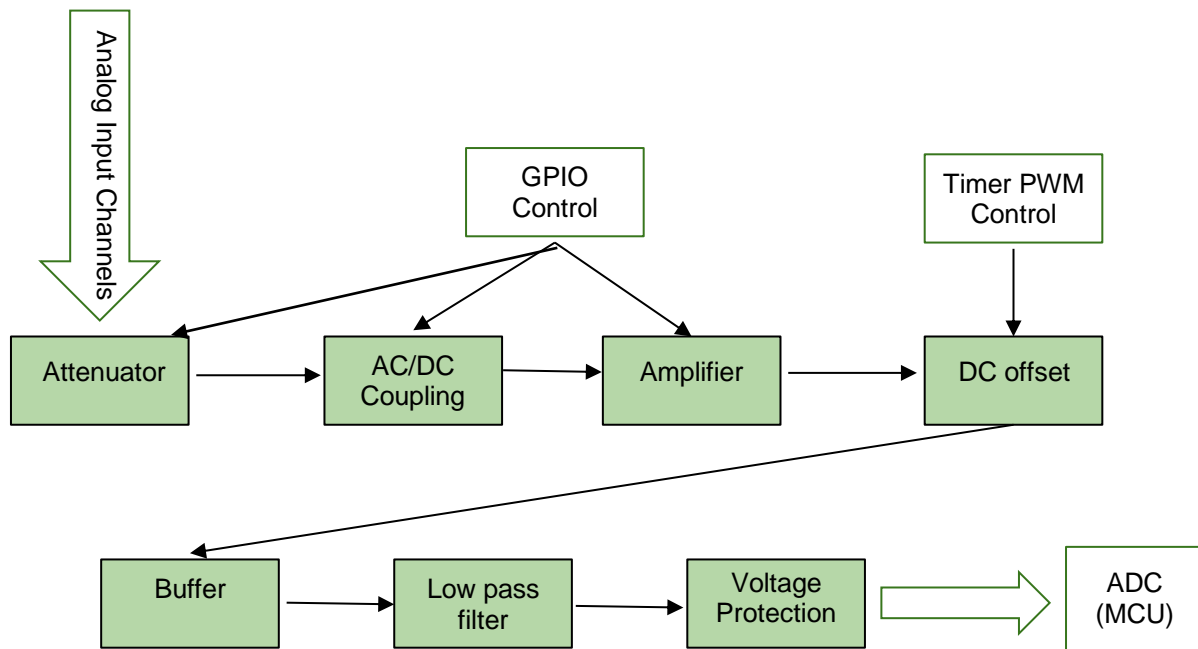 Analog Input Channels
GPIO
Control
Timer PWM
Control
Attenuator
AC/DC
Coupling
Amplifier
DC offset
Buffer
Low pass
filter
Voltage
Protection
ADC
(MCU)